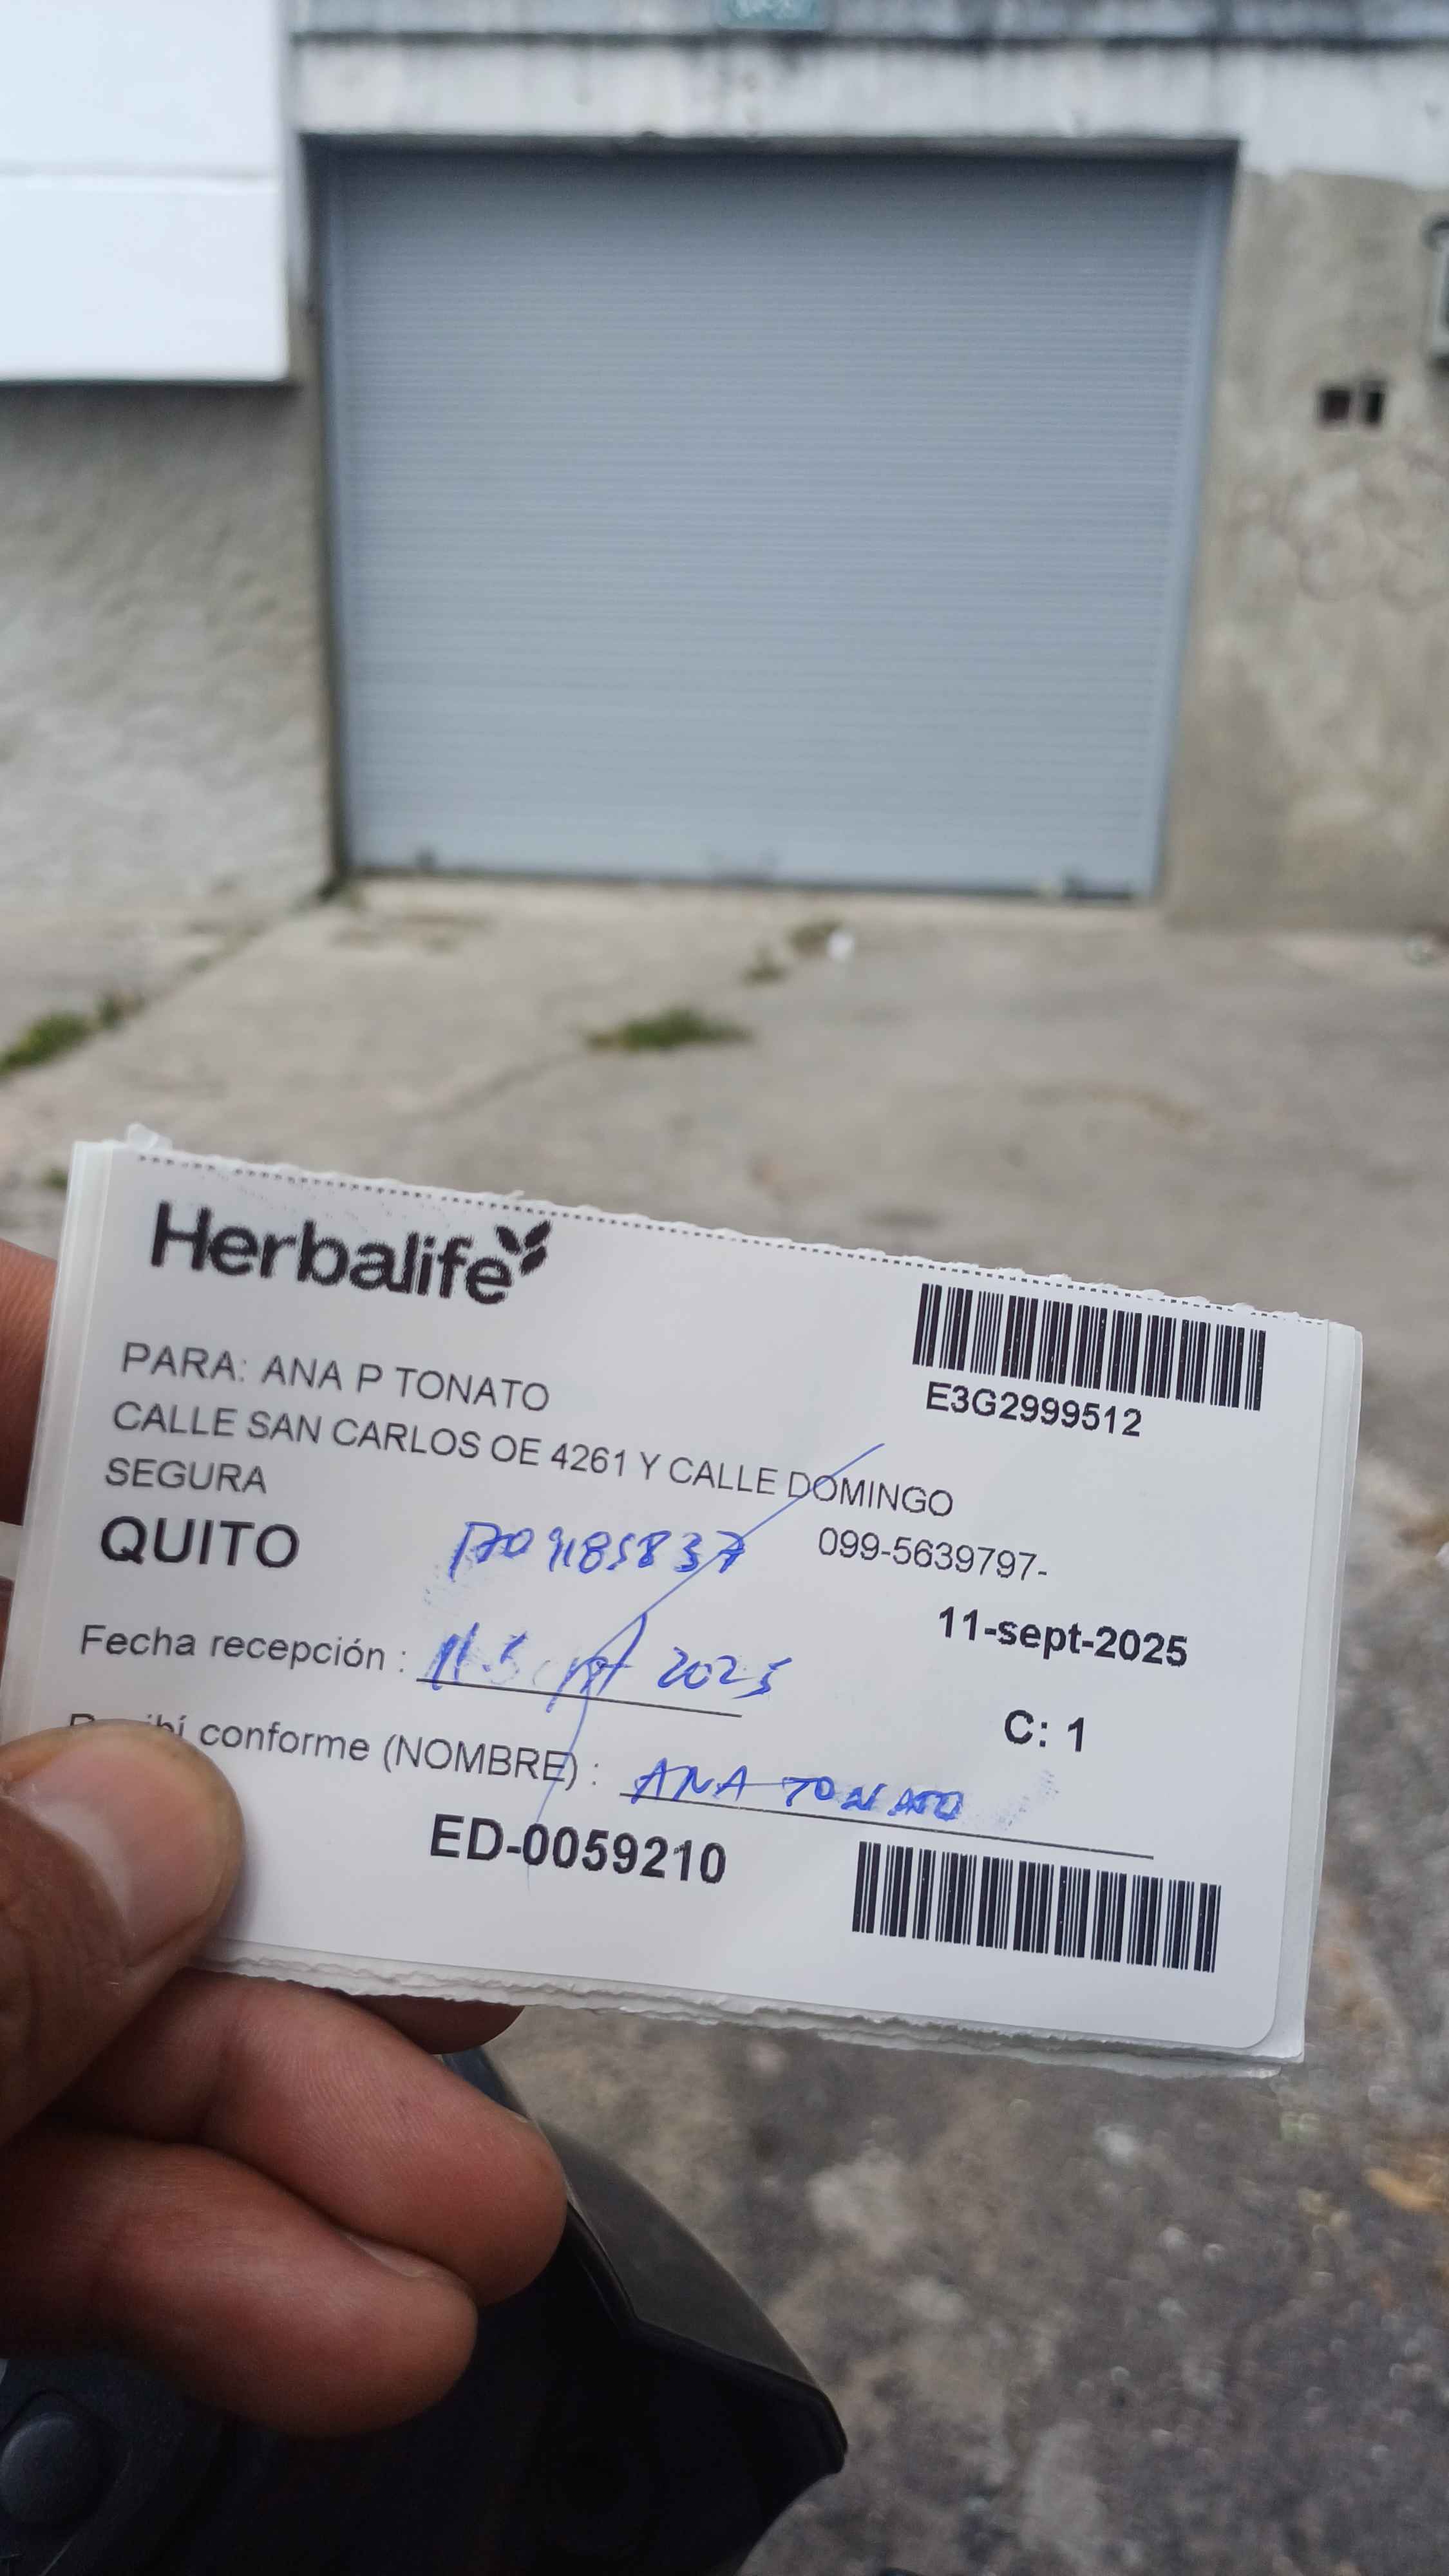 Herbalife
E3G2999512
PARA: ANA P TONATO
CALLE SAN CARLOS OE 4261 Y CALLE DOMINGO
SEGURA
QUITO
099-5639797-
11-sept-2025
Fecha recepción : 2025
C: 1
conforme (NOMBRE) : ANA TONATO
ED-0059210